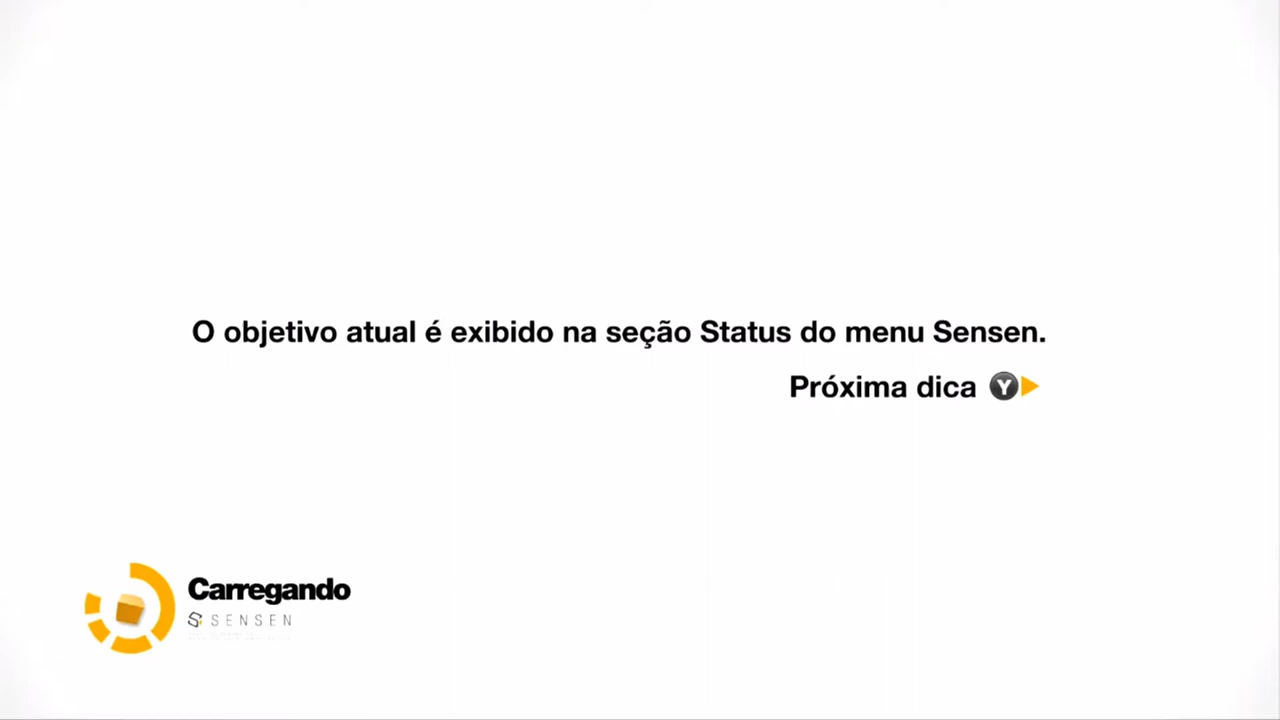 O objetivo atual é exibido na seção Status do menu Sensen.
Próxima dica Y
Carregando
SENSEN